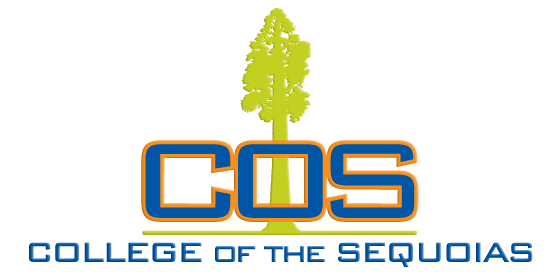 COS
COLLEGE OF THE SEQUOIAS